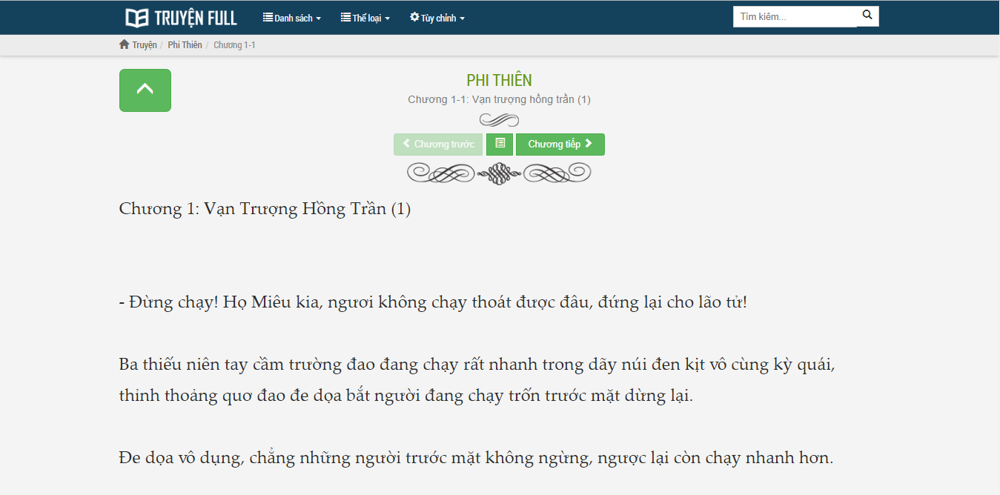 TRUYỆN FULL Danh sách Thể loại Tùy chỉnh Tìm kiếm...
Truyện / Phi Thiên / Chương 1-1
PHI THIÊN
Chương 1-1: Vạn trượng hồng trần (1)
Chương trước Chương tiếp
Chương 1: Vạn Trượng Hồng Trần (1)
- Đừng chạy! Họ Miêu kia, ngươi không chạy thoát được đâu, đứng lại cho lão tử!
Ba thiếu niên tay cầm trường đao đang chạy rất nhanh trong dãy núi đen kịt vô cùng kỳ quái,
thỉnh thoảng quơ đao đe dọa bắt người đang chạy trốn trước mặt dừng lại.
Đe dọa vô dụng, chẳng những người trước mặt không ngừng, ngược lại còn chạy nhanh hơn.